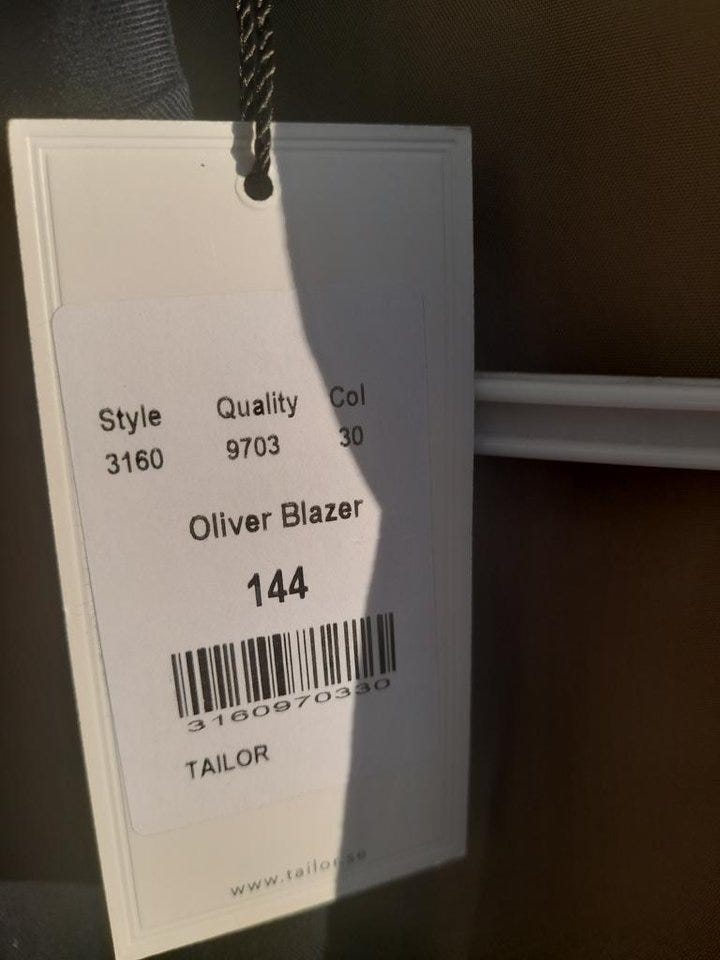 Style Quality Col
3160 9703 30
Oliver Blazer
144
3160970330
TAILOR
www.tailor.se